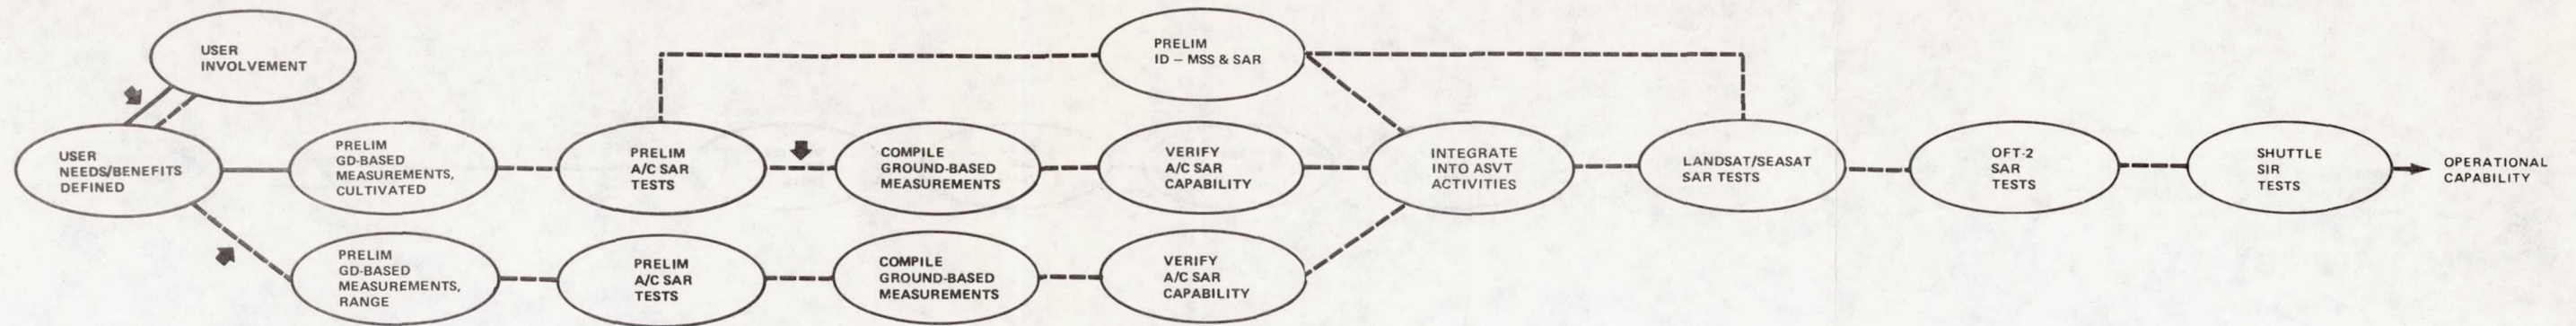 USER
INVOLVEMENT
PRELIM
ID – MSS & SAR
USER
NEEDS/BENEFITS
DEFINED
PRELIM
GD-BASED
MEASUREMENTS,
CULTIVATED
PRELIM
A/C SAR
TESTS
COMPILE
GROUND-BASED
MEASUREMENTS
VERIFY
A/C SAR
CAPABILITY
INTEGRATE
INTO ASVT
ACTIVITIES
LANDSAT/SEASAT
SAR TESTS
OFT-2
SAR
TESTS
SHUTTLE
SIR
TESTS
OPERATIONAL
CAPABILITY
PRELIM
GD-BASED
MEASUREMENTS,
RANGE
PRELIM
A/C SAR
TESTS
COMPILE
GROUND-BASED
MEASUREMENTS
VERIFY
A/C SAR
CAPABILITY